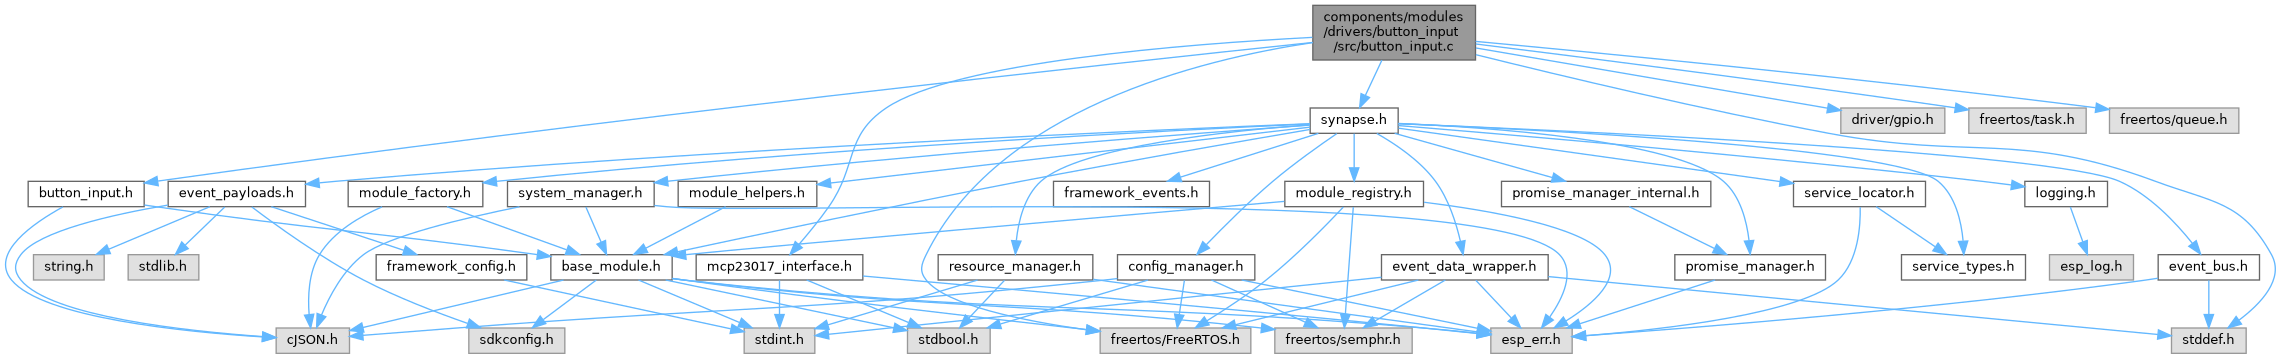 components/modules
/drivers/button_input
/src/button_input.c
synapse.h
driver/gpio.h
freertos/task.h
freertos/queue.h
button_input.h
event_payloads.h
module_factory.h
system_manager.h
module_helpers.h
framework_events.h
module_registry.h
promise_manager_internal.h
service_locator.h
logging.h
string.h
stdlib.h
framework_config.h
base_module.h
mcp23017_interface.h
resource_manager.h
config_manager.h
event_data_wrapper.h
promise_manager.h
service_types.h
esp_log.h
event_bus.h
cJSON.h
sdkconfig.h
stdint.h
stdbool.h
freertos/FreeRTOS.h
freertos/semphr.h
esp_err.h
stddef.h